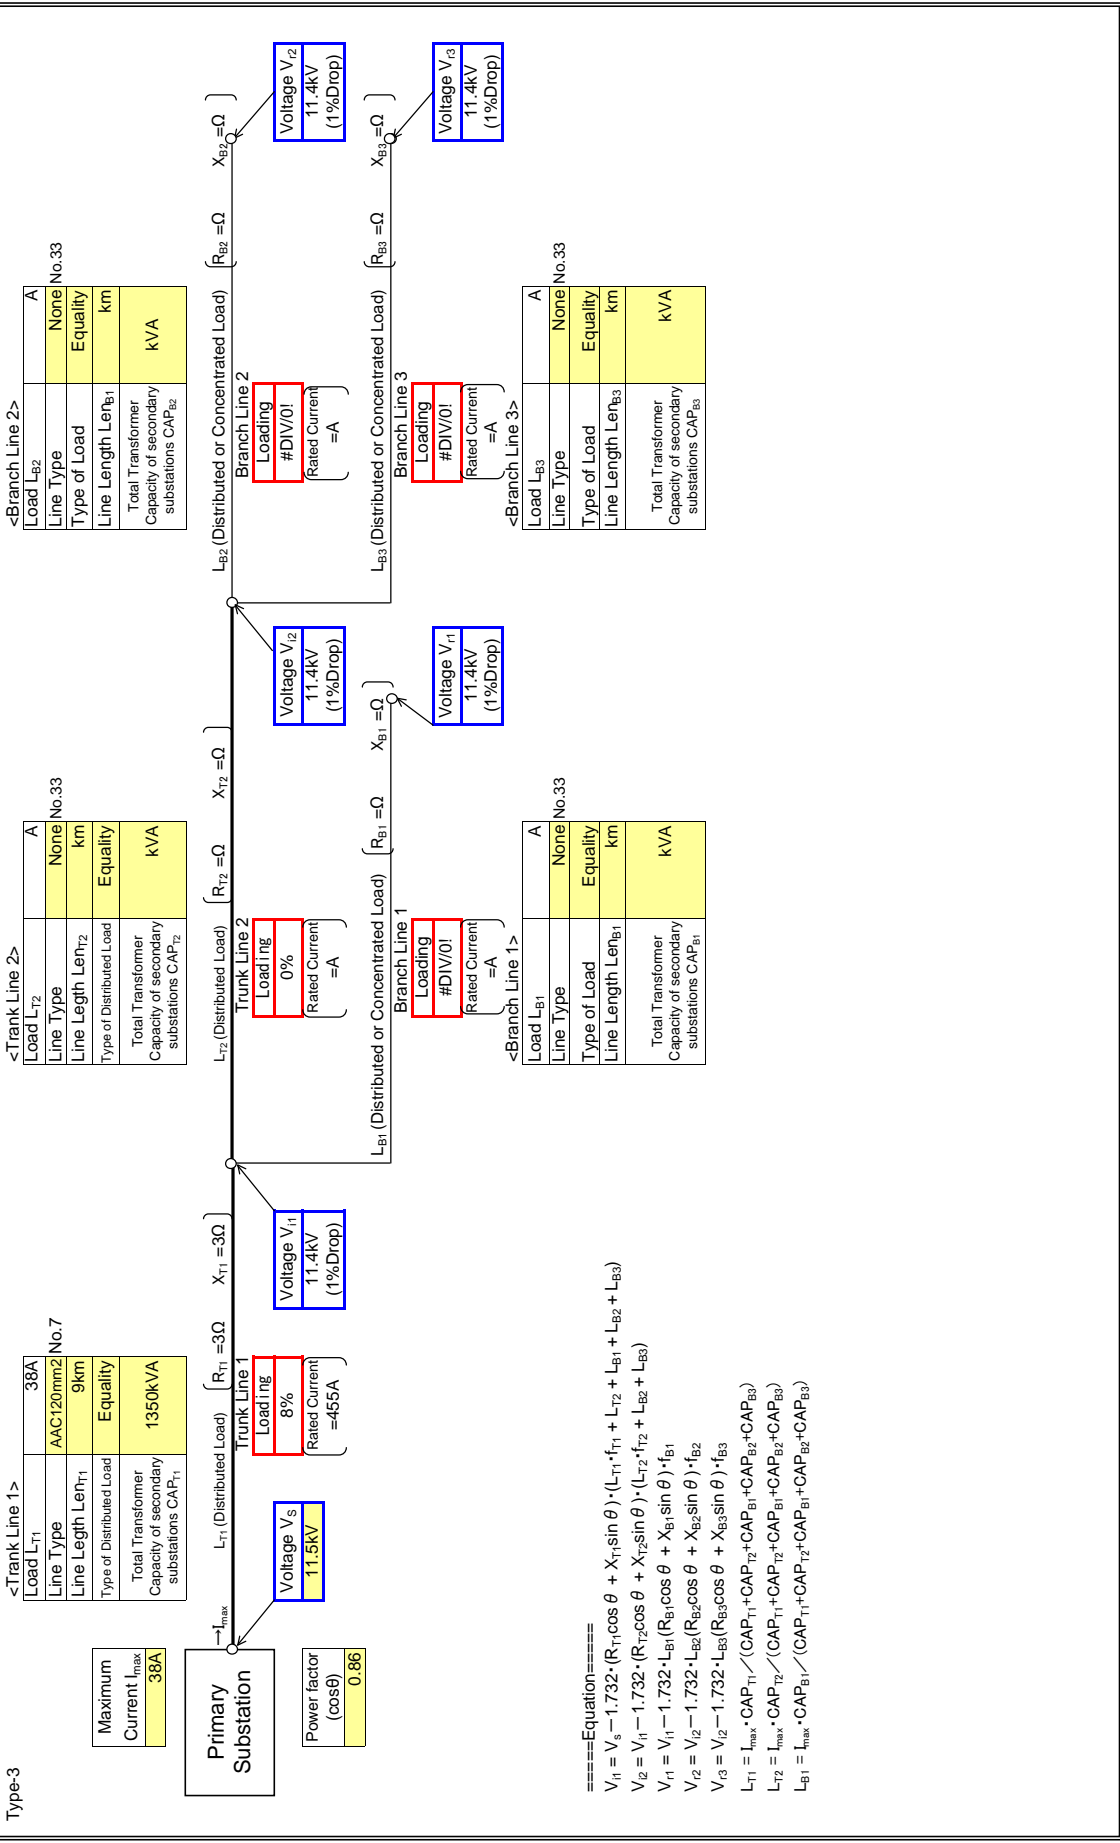 Type-3
Maximum
Current Imax
38A
Primary
Substation
Power factor
(cosθ)
0.86
→Imax
Voltage VS
11.5kV
<Trank Line 1>
Load LT1 38A
Line Type AAC120mm2 No.7
Line Legth LenT1 9km
Type of Distributed Load Equality
Total Transformer
Capacity of secondary
substations CAPT1
1350kVA
LT1 (Distributed Load) RT1 =3Ω XT1 =3Ω
Trunk Line 1
Loading
8%
Rated Current
=455A
Voltage Vi1
11.4kV
(1%Drop)
<Trank Line 2>
Load LT2 A
Line Type None No.33
Line Legth LenT2 km
Type of Distributed Load Equality
Total Transformer
Capacity of secondary
substations CAPT2
kVA
LT2 (Distributed Load) RT2 =Ω XT2 =Ω
Trunk Line 2
Loading
0%
Rated Current
=A
Voltage Vi2
11.4kV
(1%Drop)
LB1 (Distributed or Concentrated Load) RB1 =Ω XB1 =Ω
Branch Line 1
Loading
#DIV/0!
Rated Current
=A
Voltage Vr1
11.4kV
(1%Drop)
<Branch Line 1>
Load LB1 A
Line Type None No.33
Type of Load Equality
Line Length LenB1 km
Total Transformer
Capacity of secondary
substations CAPB1
kVA
<Branch Line 2>
Load LB2 A
Line Type None No.33
Type of Load Equality
Line Length LenB1 km
Total Transformer
Capacity of secondary
substations CAPB2
kVA
LB2 (Distributed or Concentrated Load) RB2 =Ω XB2 =Ω
Branch Line 2
Loading
#DIV/0!
Rated Current
=A
Voltage Vr2
11.4kV
(1%Drop)
LB3 (Distributed or Concentrated Load) RB3 =Ω XB3 =Ω
Branch Line 3
Loading
#DIV/0!
Rated Current
=A
Voltage Vr3
11.4kV
(1%Drop)
<Branch Line 3>
Load LB3 A
Line Type None No.33
Type of Load Equality
Line Length LenB3 km
Total Transformer
Capacity of secondary
substations CAPB3
kVA
=====Equation=====
Vi1 = Vs－1.732・(RT1cosθ + XT1sinθ)・(LT1・fT1 + LT2 + LB1 + LB2 + LB3)
Vi2 = Vi1－1.732・(RT2cosθ + XT2sinθ)・(LT2・fT2 + LB2 + LB3)
Vr1 = Vi1－1.732・LB1(RB1cosθ + XB1sinθ)・fB1
Vr2 = Vi2－1.732・LB2(RB2cosθ + XB2sinθ)・fB2
Vr3 = Vi2－1.732・LB3(RB3cosθ + XB3sinθ)・fB3
LT1 = Imax・CAPT1／(CAPT1+CAPT2+CAPB1+CAPB2+CAPB3)
LT2 = Imax・CAPT2／(CAPT1+CAPT2+CAPB1+CAPB2+CAPB3)
LB1 = Imax・CAPB1／(CAPT1+CAPT2+CAPB1+CAPB2+CAPB3)